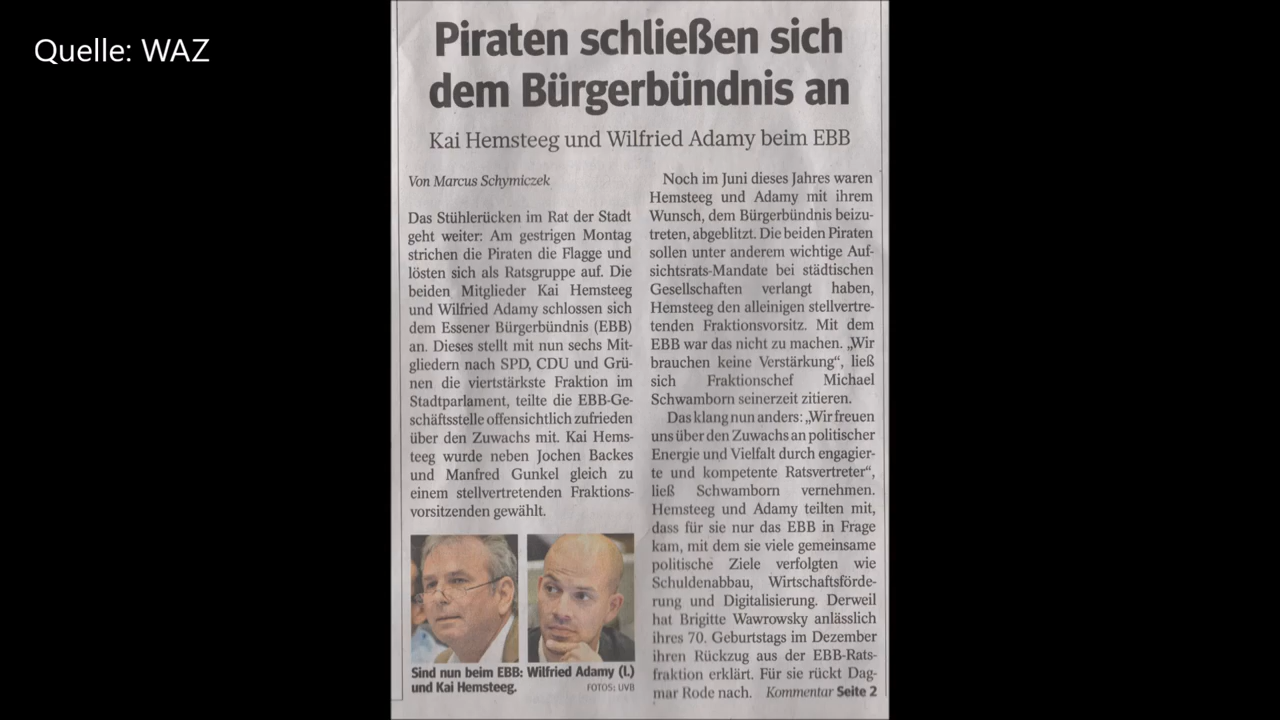 Quelle: WAZ
Piraten schließen sich
dem Bürgerbündnis an
Kai Hemsteeg und Wilfried Adamy beim EBB
Von Marcus Schymiczek
Das Stühlerücken im Rat der Stadt
geht weiter: Am gestrigen Montag
strichen die Piraten die Flagge und
lösten sich als Ratsgruppe auf. Die
beiden Mitglieder Kai Hemsteeg
und Wilfried Adamy schlossen sich
dem Essener Bürgerbündnis (EBB)
an. Dieses stellt mit nun sechs Mit-
gliedern nach SPD, CDU und Grü-
nen die viertstärkste Fraktion im
Stadtparlament, teilte die EBB-Ge-
schäftsstelle offensichtlich zufrieden
über den Zuwachs mit. Kai Hems-
teeg wurde neben Jochen Backes
und Manfred Gunkel gleich zu
einem stellvertretenden Fraktions-
vorsitzenden gewählt.
Sind nun beim EBB: Wilfried Adamy (l.)
und Kai Hemsteeg.
FOTOS: UVB
Noch im Juni dieses Jahres waren
Hemsteeg und Adamy mit ihrem
Wunsch, dem Bürgerbündnis beizu-
treten, abgeblitzt. Die beiden Piraten
sollen unter anderem wichtige Auf-
sichtsrats-Mandate bei städtischen
Gesellschaften verlangt haben,
Hemsteeg den alleinigen stellvertre-
tenden Fraktionsvorsitz. Mit dem
EBB war das nicht zu machen. „Wir
brauchen keine Verstärkung“, ließ
sich Fraktionschef Michael
Schwamborn seinerzeit zitieren.
Das klang nun anders: „Wir freuen
uns über den Zuwachs an politischer
Energie und Vielfalt durch engagier-
te und kompetente Ratsvertreter“,
ließ Schwamborn vernehmen.
Hemsteeg und Adamy teilten mit,
dass für sie nur das EBB in Frage
kam, mit dem sie viele gemeinsame
politische Ziele verfolgten wie
Schuldenabbau, Wirtschaftsförde-
rung und Digitalisierung. Derweil
hat Brigitte Wawrowsky anlässlich
ihres 70. Geburtstags im Dezember
ihren Rückzug aus der EBB-Rats-
fraktion erklärt. Für sie rückt Dag-
mar Rode nach. Kommentar Seite 2